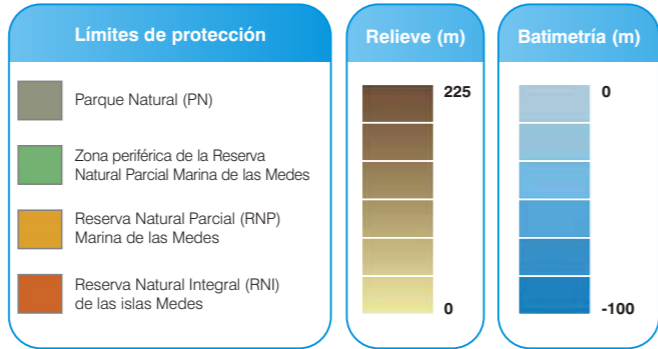 Límites de protección
Parque Natural (PN)
Zona periférica de la Reserva
Natural Parcial Marina de las Medes
Reserva Natural Parcial (RNP)
Marina de las Medes
Reserva Natural Integral (RNI)
de las islas Medes
Relieve (m)
225
0
Batimetría (m)
0
-100